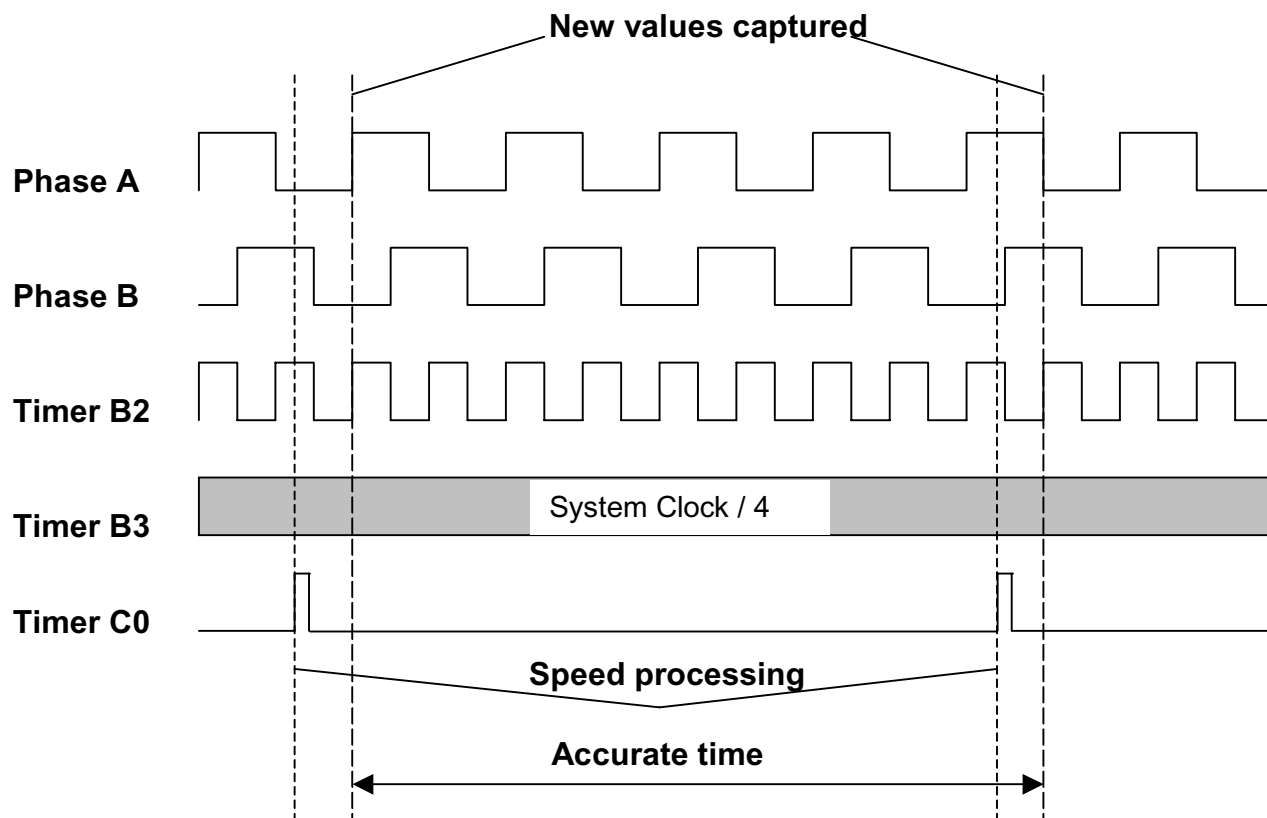 New values captured
Phase A
Phase B
Timer B2
System Clock / 4
Timer B3
Timer C0
Speed processing
Accurate time